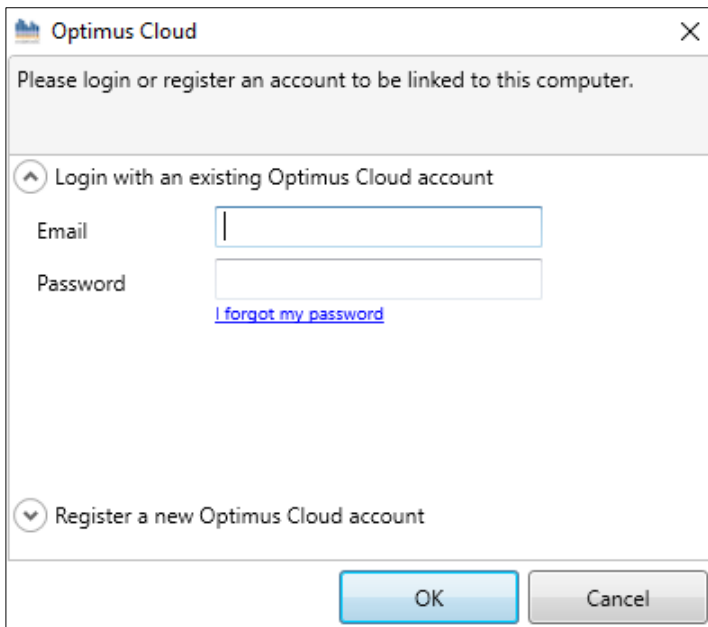 Optimus Cloud
Please login or register an account to be linked to this computer.
Login with an existing Optimus Cloud account
Email
Password
I forgot my password
Register a new Optimus Cloud account
OK Cancel